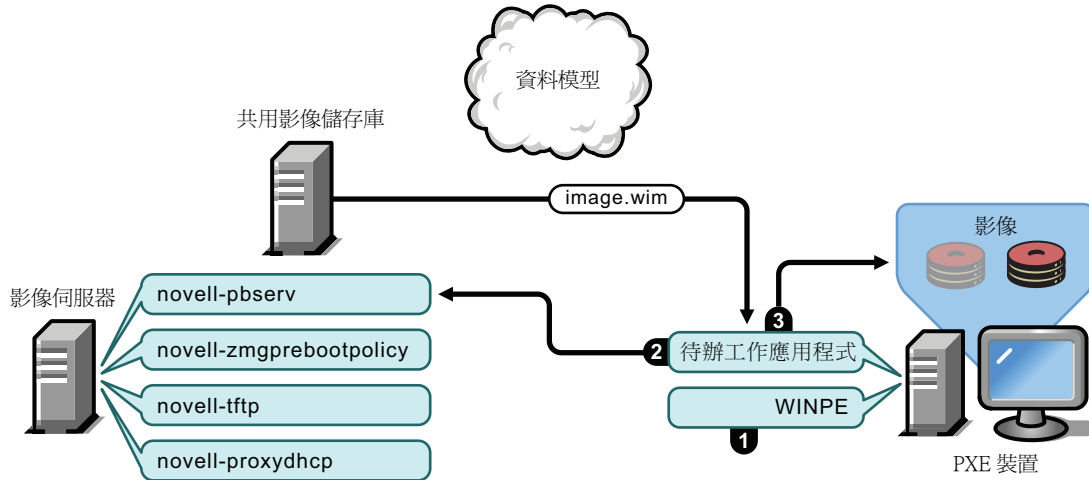 資料模型
共用影像儲存庫
image.wim
影像
影像伺服器
novell-pbserv
novell-zmgprebootpolicy
novell-tftp
novell-proxydhcp
3
2
待辦工作應用程式
WINPE
1
PXE 裝置